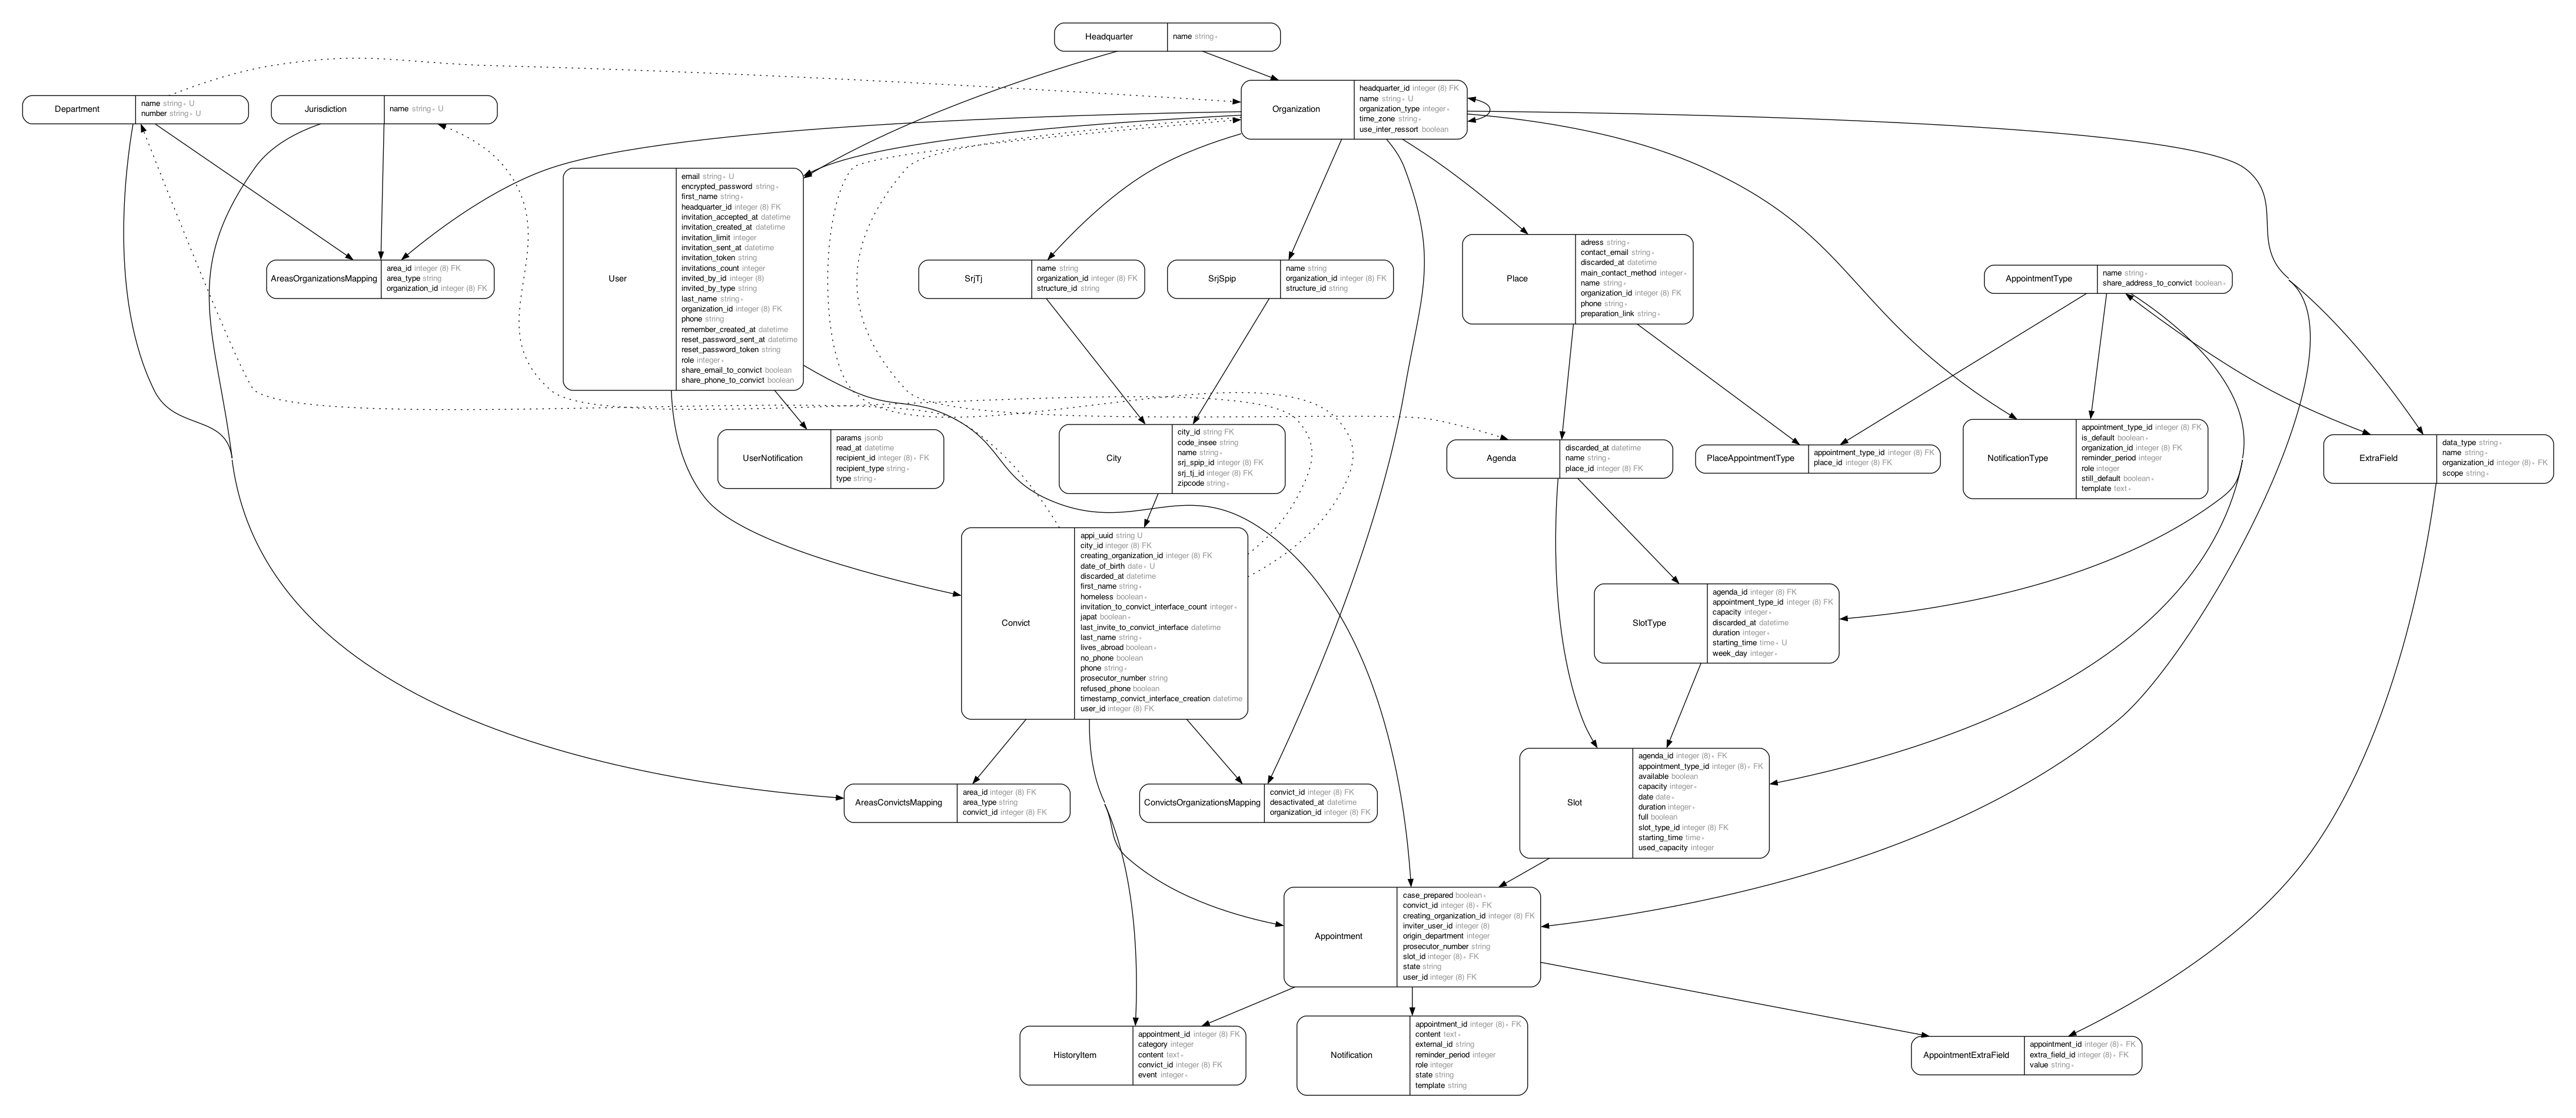 Headquarter
name string∗
Organization
headquarter_id integer (8) FK
name string∗ U
organization_type integer∗
time_zone string∗
use_inter_ressort boolean
Department
name string∗ U
number string∗ U
Jurisdiction
name string∗ U
User
email string∗ U
encrypted_password string∗
first_name string∗
headquarter_id integer (8) FK
invitation_accepted_at datetime
invitation_created_at datetime
invitation_limit integer
invitation_sent_at datetime
invitation_token string
invitations_count integer
invited_by_id integer (8)
invited_by_type string
last_name string∗
organization_id integer (8) FK
phone string
remember_created_at datetime
reset_password_sent_at datetime
reset_password_token string
role integer∗
share_email_to_convict boolean
share_phone_to_convict boolean
AreasOrganizationsMapping
area_id integer (8) FK
area_type string
organization_id integer (8) FK
SrjTj
name string
organization_id integer (8) FK
structure_id string
SrjSpip
name string
organization_id integer (8) FK
structure_id string
Place
adress string∗
contact_email string∗
discarded_at datetime
main_contact_method integer∗
name string∗
organization_id integer (8) FK
phone string∗
preparation_link string∗
AppointmentType
name string∗
share_address_to_convict boolean∗
UserNotification
params jsonb
read_at datetime
recipient_id integer (8)∗ FK
recipient_type string∗
type string∗
City
city_id string FK
code_insee string
name string∗
srj_spip_id integer (8) FK
srj_tj_id integer (8) FK
zipcode string∗
Agenda
discarded_at datetime
name string∗
place_id integer (8) FK
PlaceAppointmentType
appointment_type_id integer (8) FK
place_id integer (8) FK
NotificationType
appointment_type_id integer (8) FK
is_default boolean∗
organization_id integer (8) FK
reminder_period integer
role integer
still_default boolean∗
template text∗
ExtraField
data_type string∗
name string∗
organization_id integer (8)∗ FK
scope string∗
Convict
appi_uuid string U
city_id integer (8) FK
creating_organization_id integer (8) FK
date_of_birth date∗ U
discarded_at datetime
first_name string∗
homeless boolean∗
invitation_to_convict_interface_count integer∗
japat boolean∗
last_invite_to_convict_interface datetime
last_name string∗
lives_abroad boolean∗
no_phone boolean
phone string∗
prosecutor_number string
refused_phone boolean
timestamp_convict_interface_creation datetime
user_id integer (8) FK
SlotType
agenda_id integer (8) FK
appointment_type_id integer (8) FK
capacity integer∗
discarded_at datetime
duration integer∗
starting_time time∗ U
week_day integer∗
AreasConvictsMapping
area_id integer (8) FK
area_type string
convict_id integer (8) FK
ConvictsOrganizationsMapping
convict_id integer (8) FK
desactivated_at datetime
organization_id integer (8) FK
Slot
agenda_id integer (8)∗ FK
appointment_type_id integer (8)∗ FK
available boolean
capacity integer∗
date date∗
duration integer∗
full boolean
slot_type_id integer (8) FK
starting_time time∗
used_capacity integer
Appointment
case_prepared boolean∗
convict_id integer (8)∗ FK
creating_organization_id integer (8) FK
inviter_user_id integer (8)
origin_department integer
prosecutor_number string
slot_id integer (8)∗ FK
state string
user_id integer (8) FK
HistoryItem
appointment_id integer (8) FK
category integer
content text∗
convict_id integer (8) FK
event integer∗
Notification
appointment_id integer (8)∗ FK
content text∗
external_id string
reminder_period integer
role integer
state string
template string
AppointmentExtraField
appointment_id integer (8)∗ FK
extra_field_id integer (8)∗ FK
value string∗